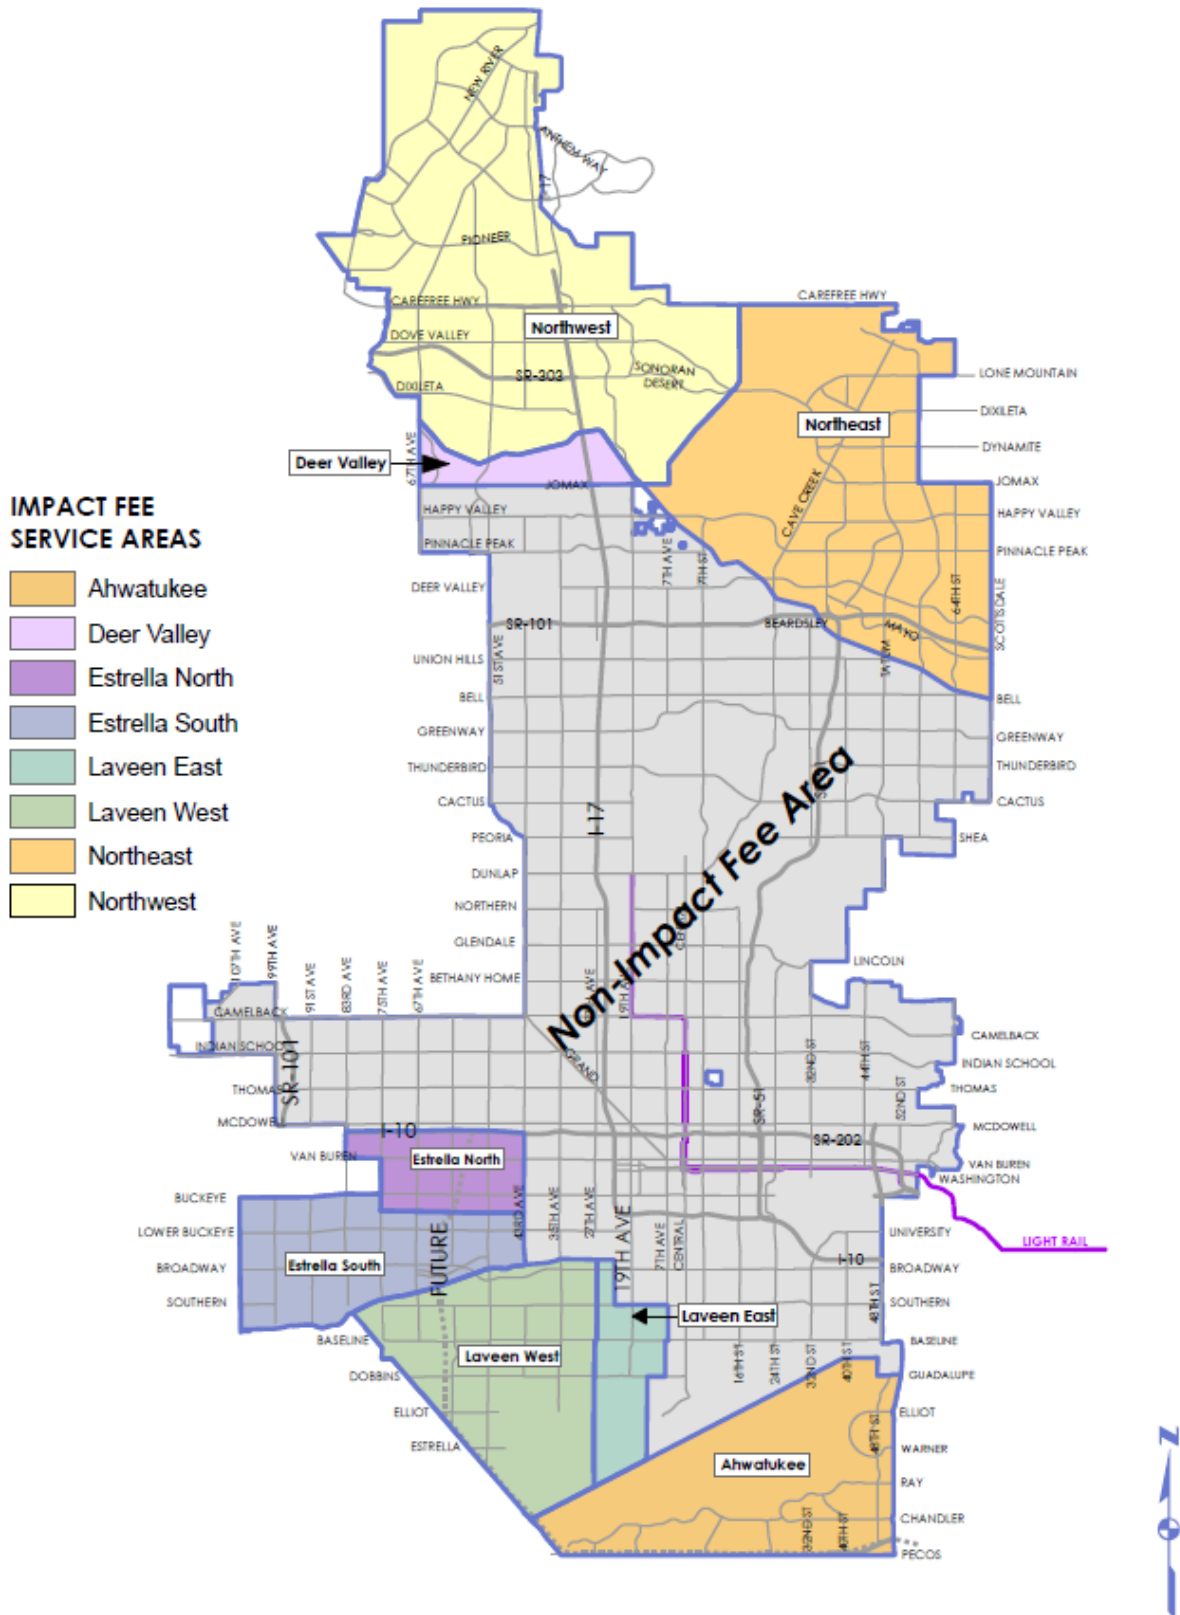 NEW RIVER
ANTHEM WAY
I-17
PIONEER
CAREFREE HWY
CAREFREE HWY
Northwest
DOVE VALLEY
SR-303
SONORAN
DESERT
LONE MOUNTAIN
DIXILETA
DIXILETA
Northeast
DYNAMITE
67TH AVE
Deer Valley
JOMAX
JOMAX
CAVE CREEK
HAPPY VALLEY
HAPPY VALLEY
PINNACLE PEAK
PINNACLE PEAK
7TH AVE
7TH ST
DEER VALLEY
64TH ST
SCOTTSDALE
SR-101
BEARDSLEY
MAYO
51ST AVE
UNION HILLS
TATUM
BELL
BELL
GREENWAY
GREENWAY
THUNDERBIRD
THUNDERBIRD
CACTUS
CACTUS
I-17
PEORIA
SHEA
Non-Impact Fee Area
DUNLAP
NORTHERN
GLENDALE
BETHANY HOME
LINCOLN
IMPACT FEE
SERVICE AREAS
Ahwatukee
Deer Valley
Estrella North
Estrella South
Laveen East
Laveen West
Northeast
Northwest
107TH AVE
99TH AVE
91ST AVE
83RD AVE
75TH AVE
67TH AVE
19TH AVE
CAMELBACK
CAMELBACK
INDIAN SCHOOL
INDIAN SCHOOL
SR-101
GRAND
32ND ST
44TH ST
52ND ST
THOMAS
THOMAS
SR-51
MCDOWELL
MCDOWELL
I-10
SR-202
VAN BUREN
VAN BUREN
Estrella North
WASHINGTON
BUCKEYE
43RD AVE
35TH AVE
27TH AVE
19TH AVE
7TH AVE
CENTRAL
LOWER BUCKEYE
UNIVERSITY
LIGHT RAIL
FUTURE
Estrella South
I-10
BROADWAY
BROADWAY
SOUTHERN
SOUTHERN
48TH ST
Laveen East
BASELINE
BASELINE
Laveen West
16TH ST
24TH ST
32ND ST
40TH ST
DOBBINS
GUADALUPE
ELLIOT
ELLIOT
48TH ST
ESTRELLA
WARNER
Ahwatukee
RAY
32ND ST
40TH ST
CHANDLER
PECOS
N